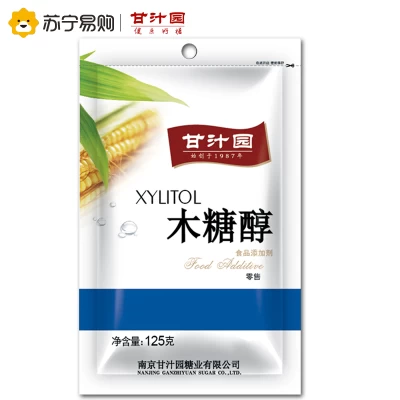 苏宁易购
甘汁园
健康好糖
甘汁园
始创于1987年
XYLITOL
木糖醇
食品添加剂
Food Additive
零售
净含量:125克
南京甘汁园糖业有限公司
NANJING GANZHIYUAN SUGAR CO.,LTD.